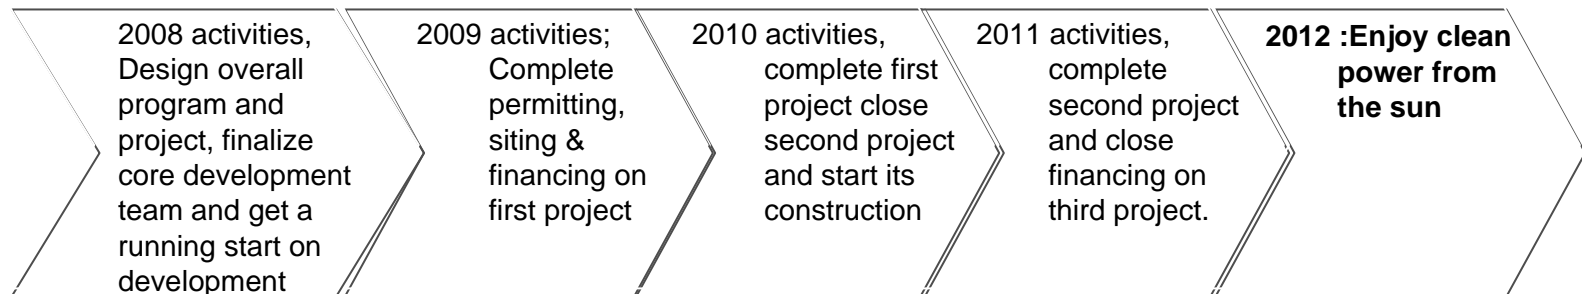 2008 activities,
Design overall
program and
project, finalize
core development
team and get a
running start on
development
2009 activities;
Complete
permitting,
siting &
financing on
first project
2010 activities,
complete first
project close
second project
and start its
construction
2011 activities,
complete
second project
and close
financing on
third project.
2012 :Enjoy clean
power from
the sun